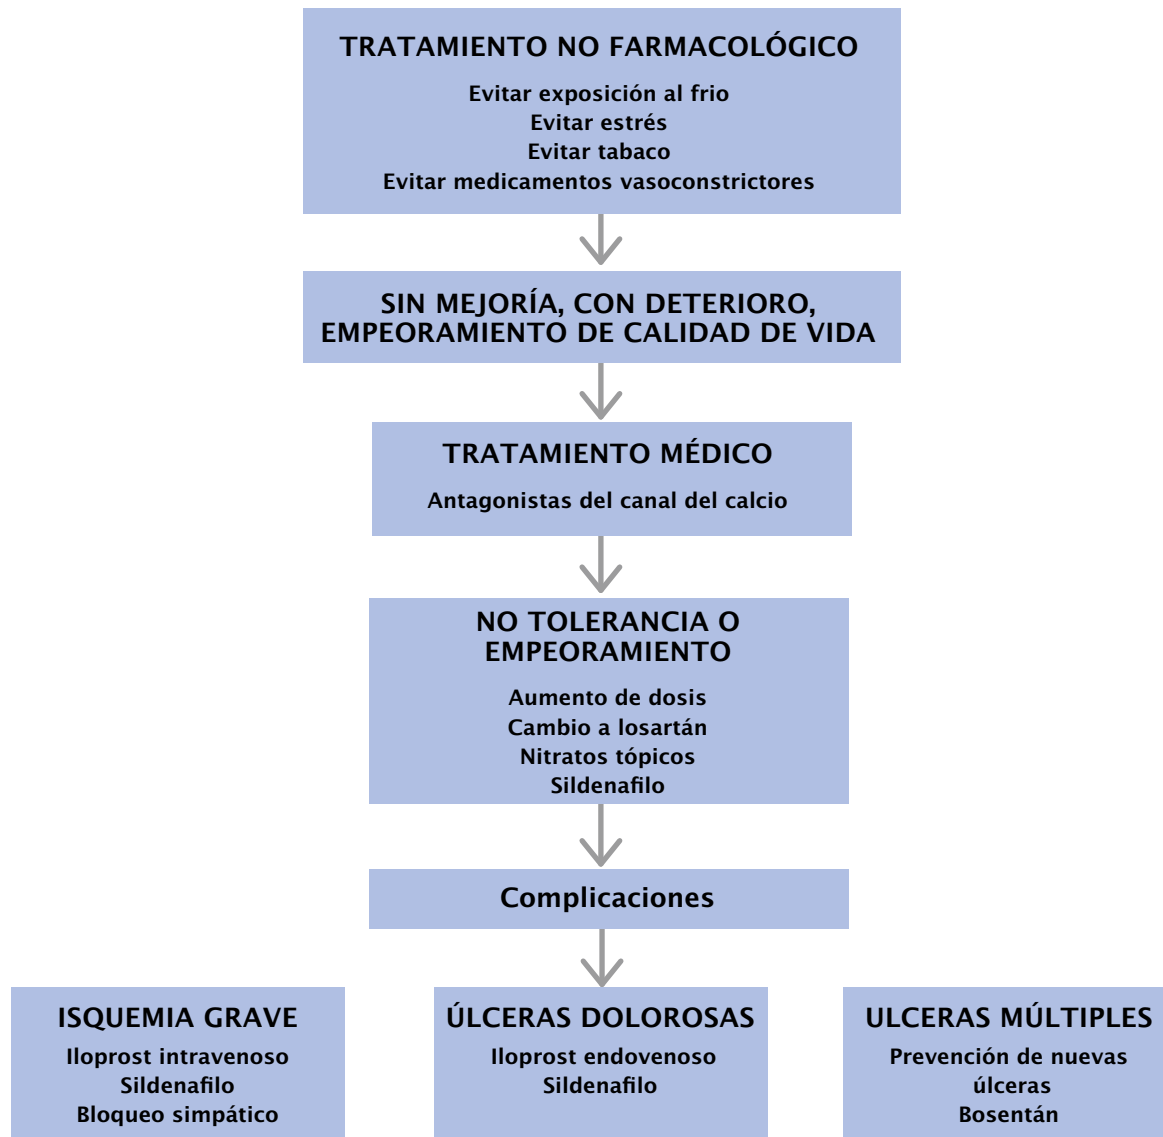 TRATAMIENTO NO FARMACOLÓGICO
Evitar exposición al frio
Evitar estrés
Evitar tabaco
Evitar medicamentos vasoconstrictores
SIN MEJORÍA, CON DETERIORO,
EMPEORAMIENTO DE CALIDAD DE VIDA
TRATAMIENTO MÉDICO
Antagonistas del canal del calcio
NO TOLERANCIA O
EMPEORAMIENTO
Aumento de dosis
Cambio a losartán
Nitratos tópicos
Sildenafilo
Complicaciones
ISQUEMIA GRAVE
Iloprost intravenoso
Sildenafilo
Bloqueo simpático
ÚLCERAS DOLOROSAS
Iloprost endovenoso
Sildenafilo
ULCERAS MÚLTIPLES
Prevención de nuevas
úlceras
Bosentán